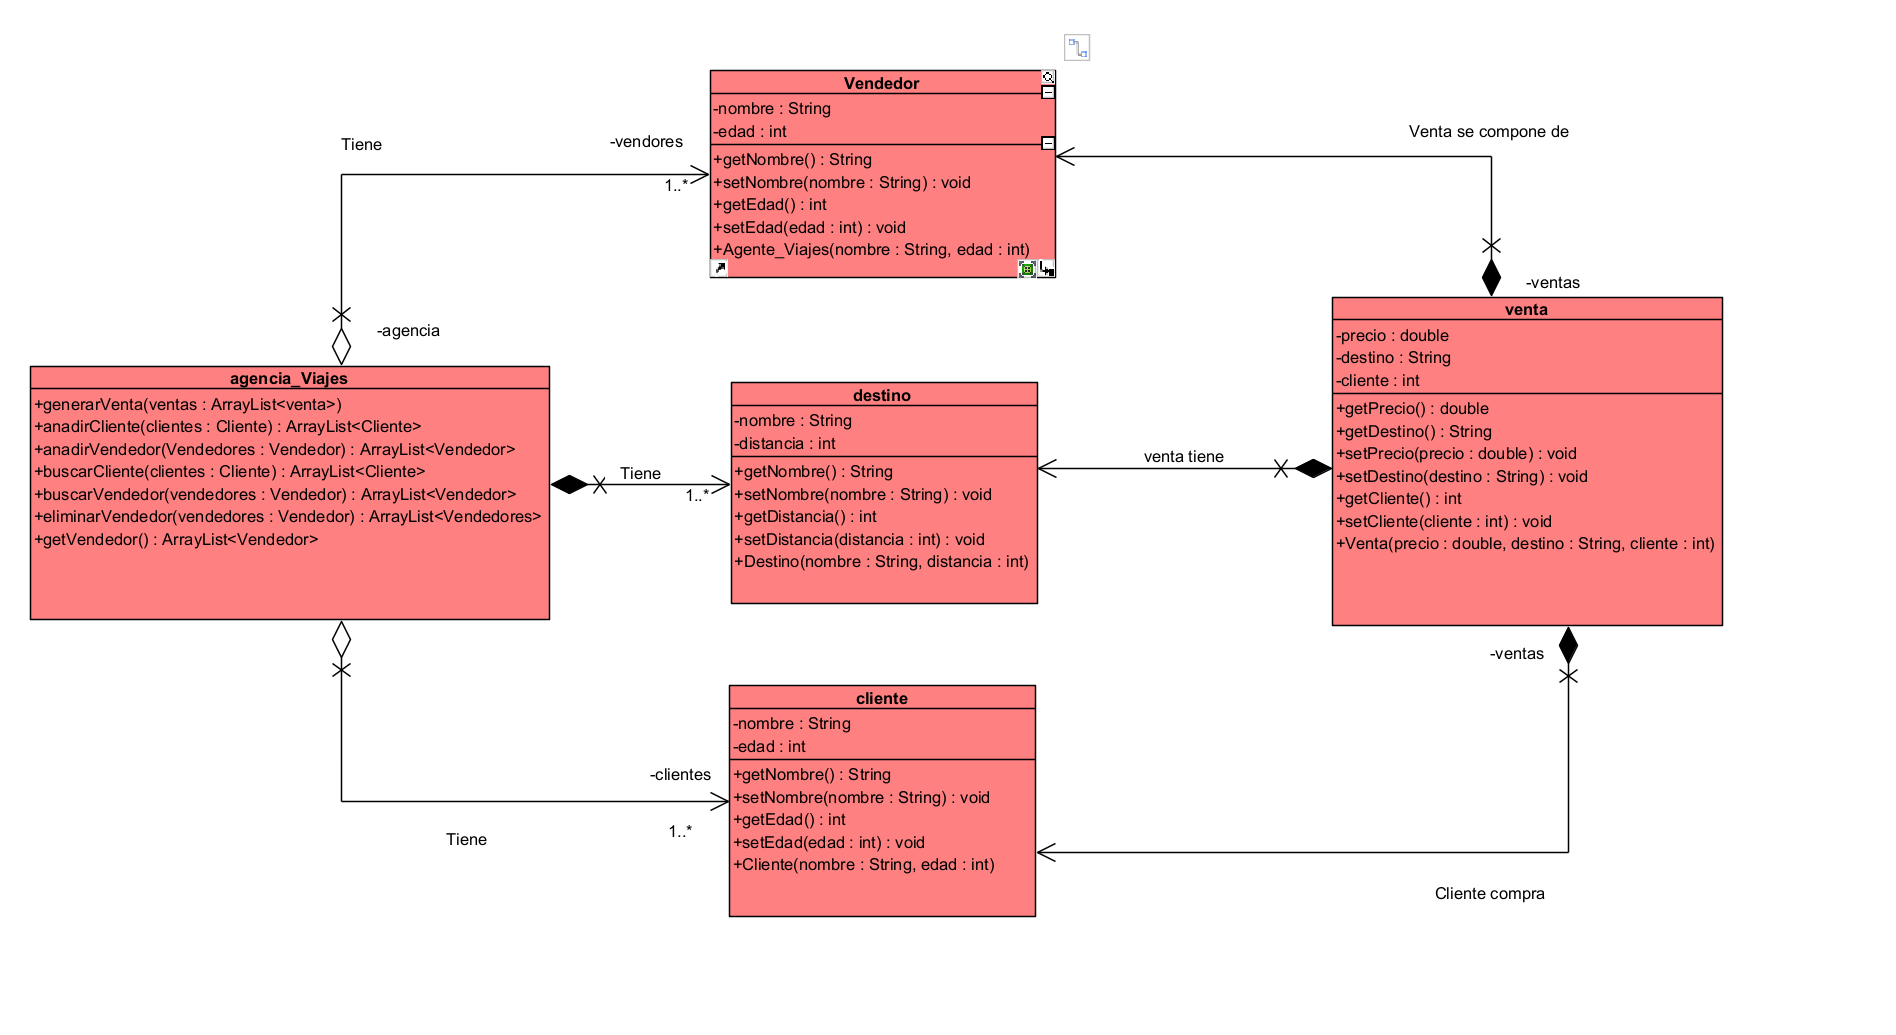 Vendedor
-nombre : String
-edad : int
+getNombre() : String
+setNombre(nombre : String) : void
+getEdad() : int
+setEdad(edad : int) : void
+Agente_Viajes(nombre : String, edad : int)
Tiene
-vendores
1..*
Venta se compone de
-ventas
-agencia
agencia_Viajes
+generarVenta(ventas : ArrayList<venta>)
+anadirCliente(clientes : Cliente) : ArrayList<Cliente>
+anadirVendedor(Vendedores : Vendedor) : ArrayList<Vendedor>
+buscarCliente(clientes : Cliente) : ArrayList<Cliente>
+buscarVendedor(vendedores : Vendedor) : ArrayList<Vendedor>
+eliminarVendedor(vendedores : Vendedor) : ArrayList<Vendedores>
+getVendedor() : ArrayList<Vendedor>
Tiene
1..*
destino
-nombre : String
-distancia : int
+getNombre() : String
+setNombre(nombre : String) : void
+getDistancia() : int
+setDistancia(distancia : int) : void
+Destino(nombre : String, distancia : int)
venta tiene
venta
-precio : double
-destino : String
-cliente : int
+getPrecio() : double
+getDestino() : String
+setPrecio(precio : double) : void
+setDestino(destino : String) : void
+getCliente() : int
+setCliente(cliente : int) : void
+Venta(precio : double, destino : String, cliente : int)
-ventas
cliente
-nombre : String
-edad : int
+getNombre() : String
+setNombre(nombre : String) : void
+getEdad() : int
+setEdad(edad : int) : void
+Cliente(nombre : String, edad : int)
-clientes
1..*
Tiene
Cliente compra